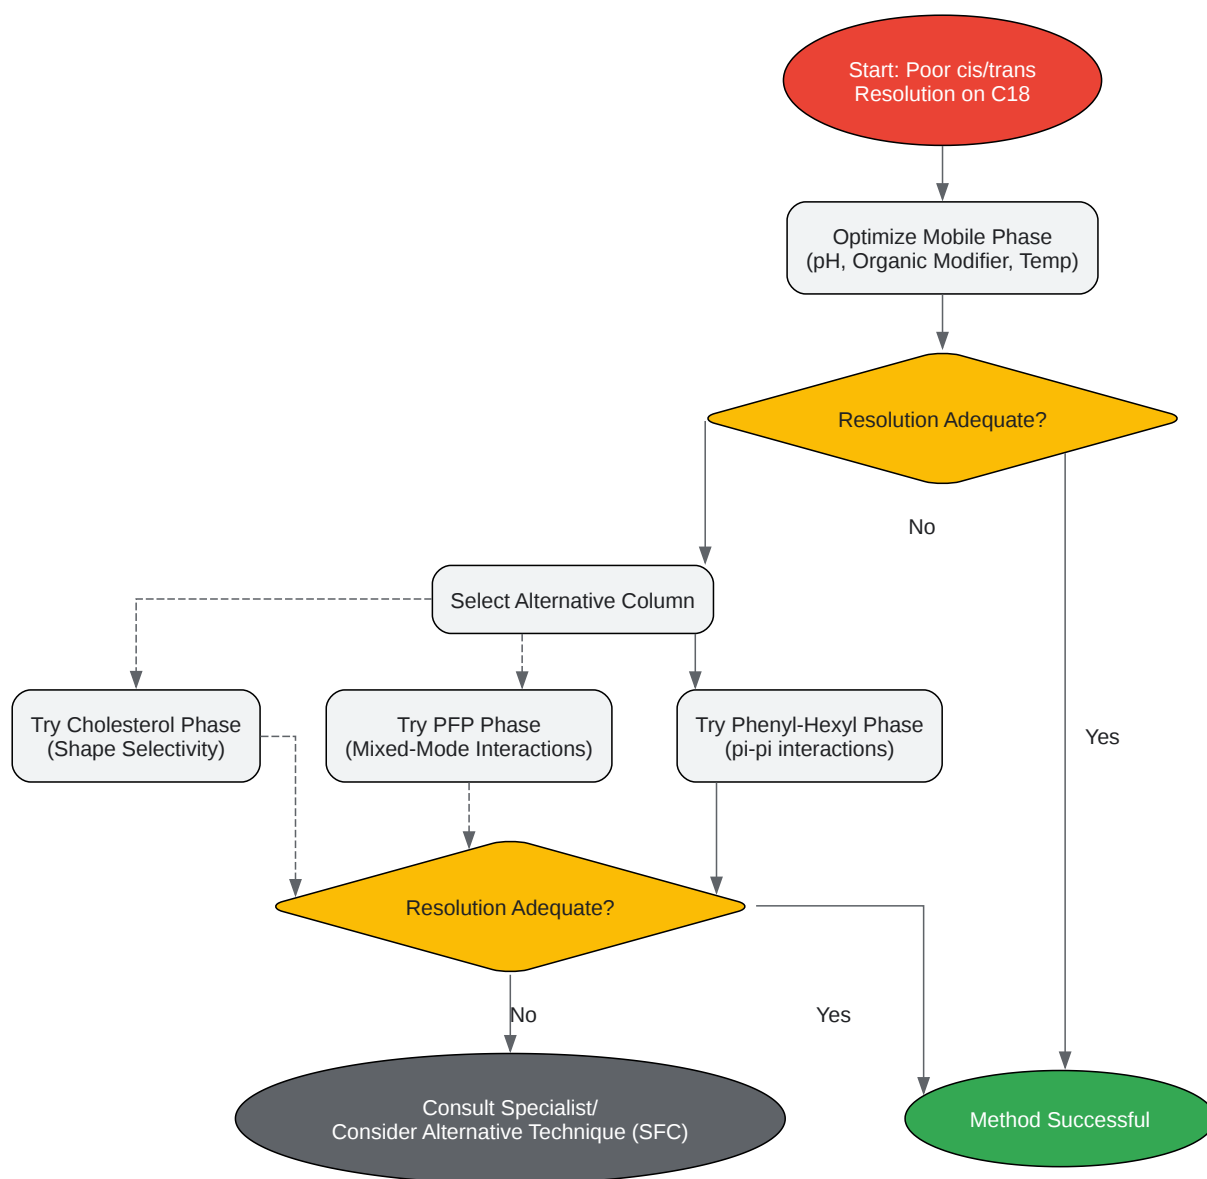 Start: Poor cis/trans
Resolution on C18
Optimize Mobile Phase
(pH, Organic Modifier, Temp)
Resolution Adequate?
No
Select Alternative Column
Try Cholesterol Phase
(Shape Selectivity)
Try PFP Phase
(Mixed-Mode Interactions)
Try Phenyl-Hexyl Phase
(pi-pi interactions)
Yes
Resolution Adequate?
No
Yes
Consult Specialist/
Consider Alternative Technique (SFC)
Method Successful